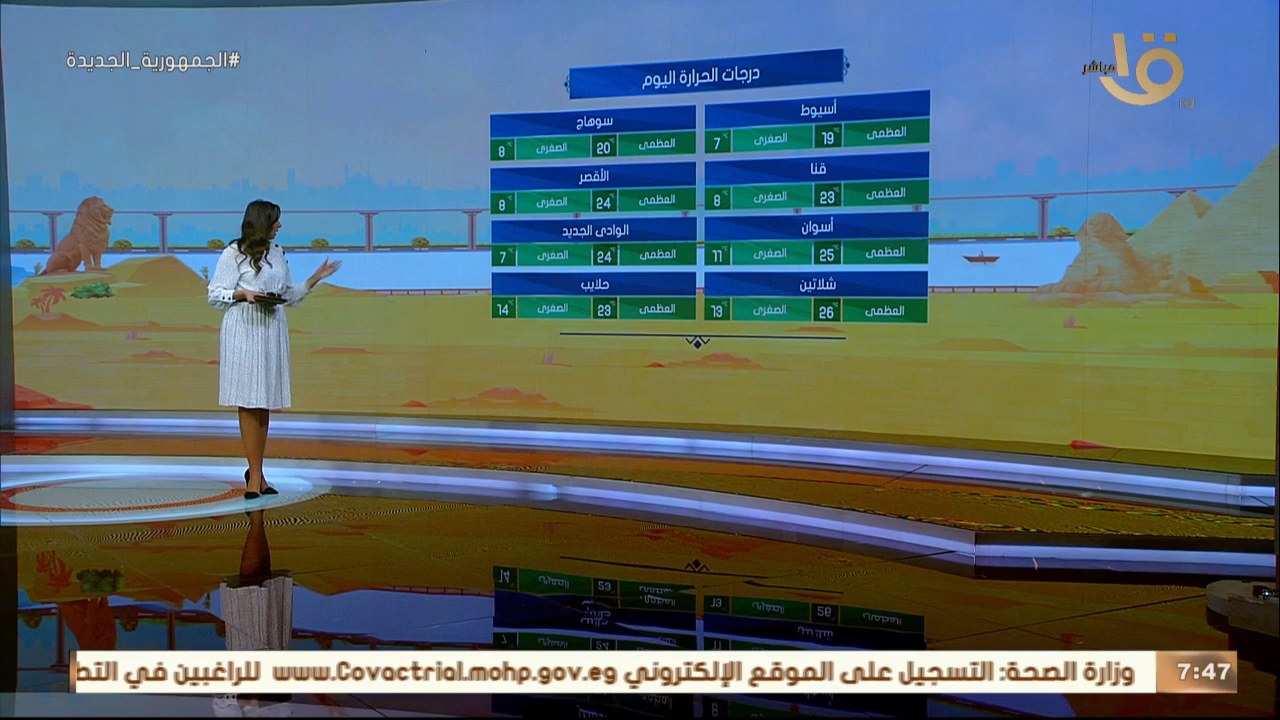 #الجمهورية_الجديدة
مباشر
درجات الحرارة اليوم
أسيوط
العظمى 19 الصغرى 7
سوهاج
العظمى 20 الصغرى 8
قنا
العظمى 23 الصغرى 8
الأقصر
العظمى 24 الصغرى 8
أسوان
العظمى 25 الصغرى 11
الوادى الجديد
العظمى 24 الصغرى 7
شلاتين
العظمى 26 الصغرى 13
حلايب
العظمى 23 الصغرى 14
7:47 وزارة الصحة: التسجيل على الموقع الإلكتروني www.Covactrial.mohp.gov.eg للراغبين في